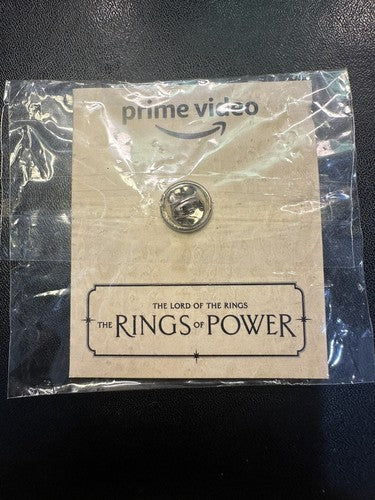 prime video
THE LORD OF THE RINGS
THE RINGS OF POWER